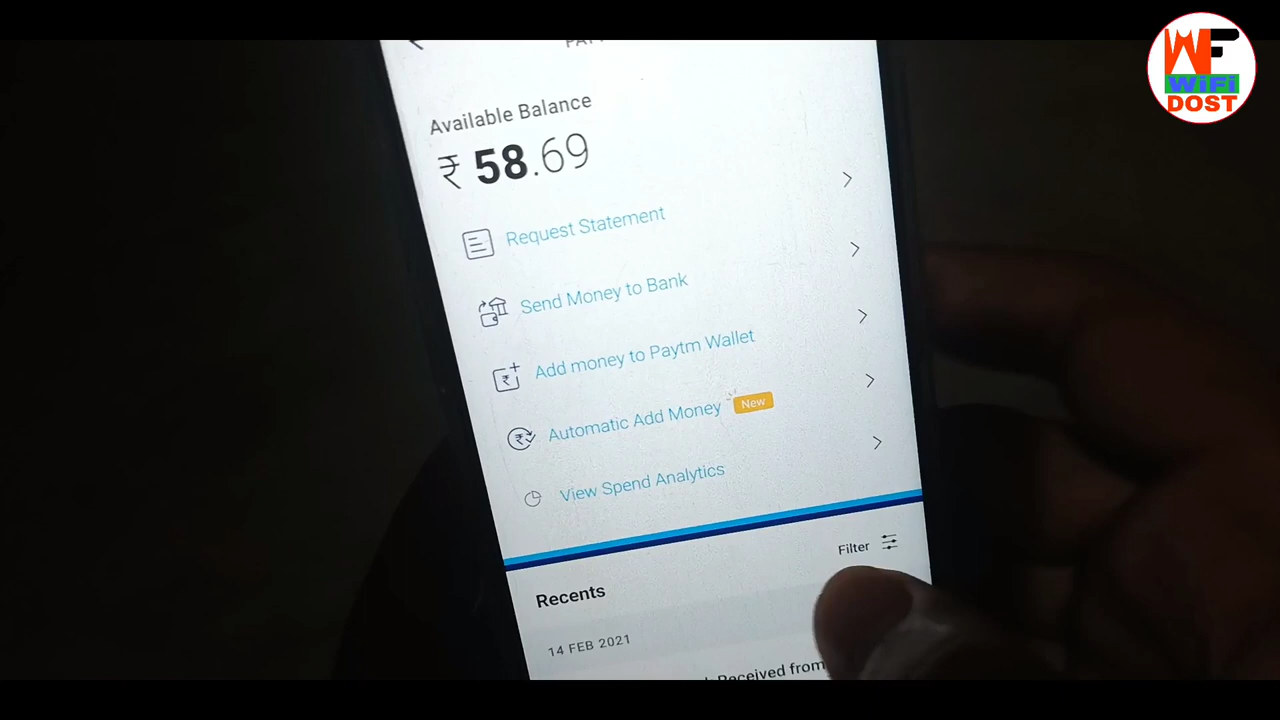 WF
WiFi
DOST
Available Balance
₹ 58.69
Request Statement
Send Money to Bank
Add money to Paytm Wallet
Automatic Add Money New
View Spend Analytics
Filter
Recents
14 FEB 2021
Received from